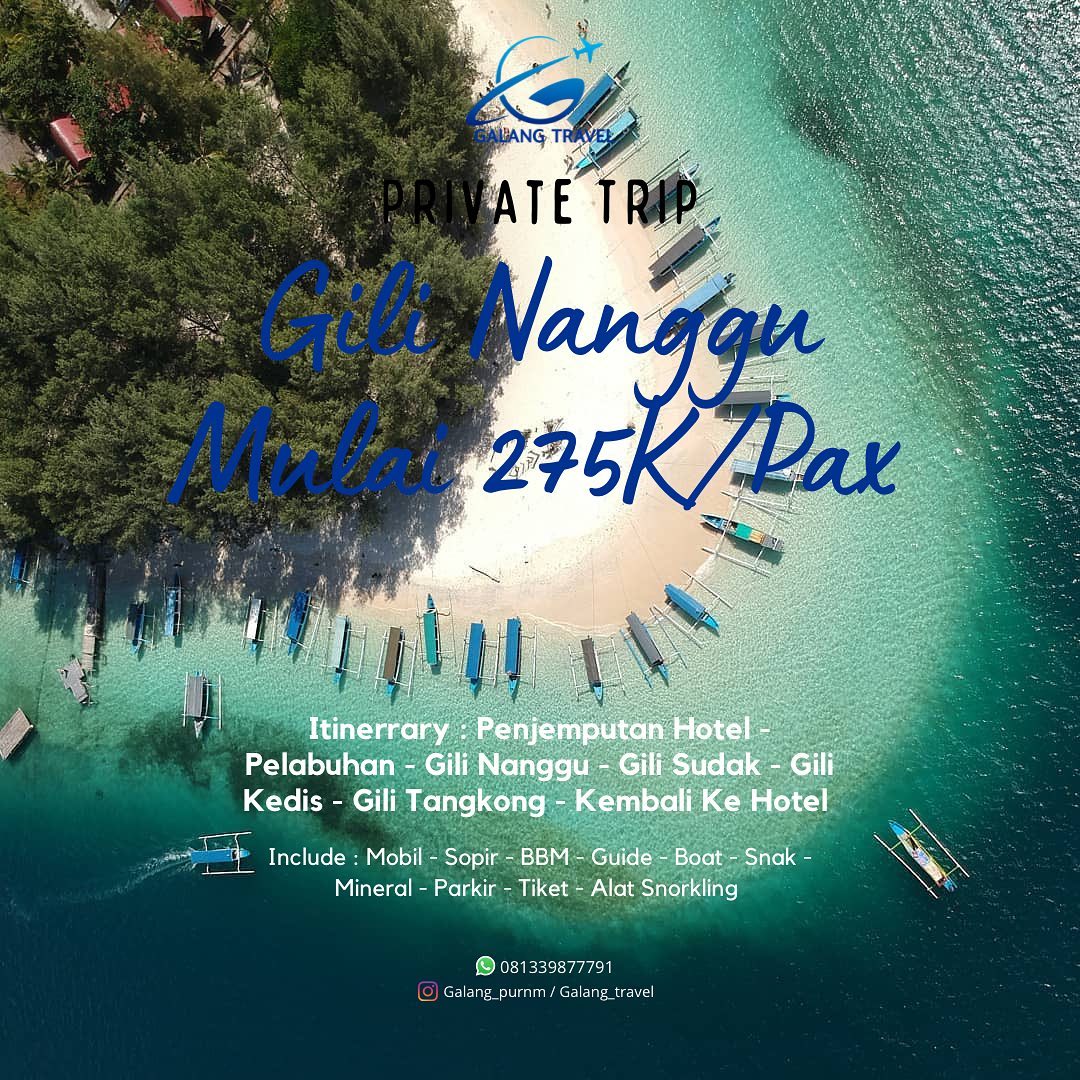 GALANG TRAVEL
PRIVATE TRIP
Gili Nanggu
Mulai 275K/Pax
Itinerrary : Penjemputan Hotel -
Pelabuhan - Gili Nanggu - Gili Sudak - Gili
Kedis - Gili Tangkong - Kembali Ke Hotel
Include : Mobil - Sopir - BBM - Guide - Boat - Snak -
Mineral - Parkir - Tiket - Alat Snorkling
081339877791
Galang_purnm / Galang_travel